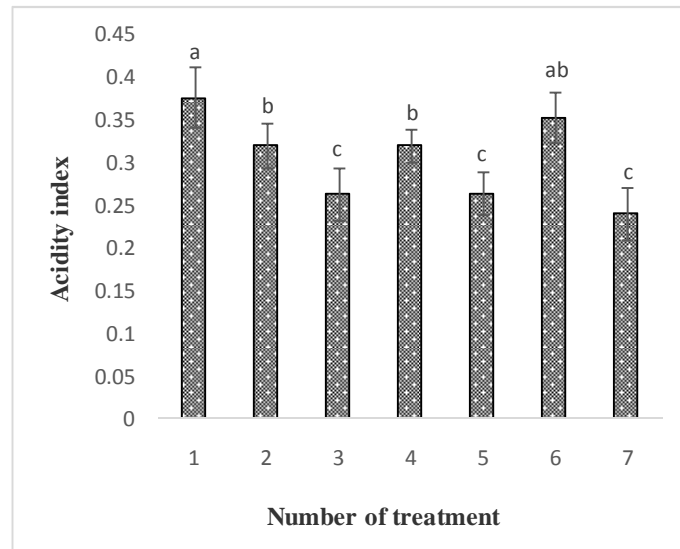 0.45
0.4
0.35
0.3
0.25
0.2
0.15
0.1
0.05
0
Acidity index
a
b
c
b
c
ab
c
1 2 3 4 5 6 7
Number of treatment